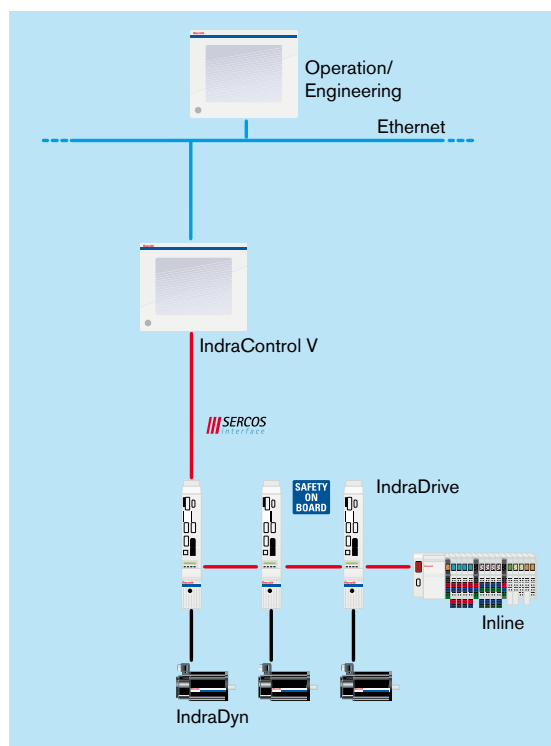 Operation/
Engineering
Ethernet
IndraControl V
SERCOS
interface
SAFETY
ON
BOARD
IndraDrive
Inline
IndraDyn